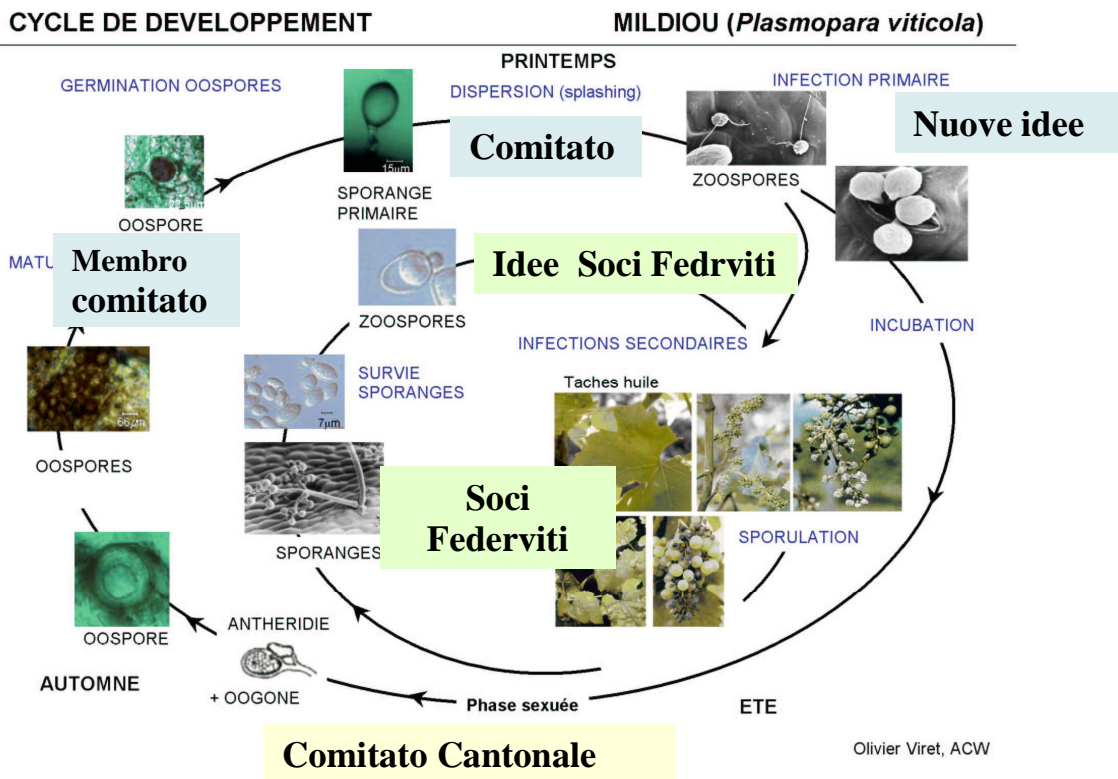 CYCLE DE DEVELOPPEMENT
MILDIOU (Plasmopara viticola)
PRINTEMPS
GERMINATION OOSPORES
DISPERSION (splashing)
INFECTION PRIMAIRE
Comitato
Nuove idee
15µm
SPORANGE
PRIMAIRE
ZOOSPORES
OOSPORE
MATU
Membro
comitato
Idee Soci Fedrviti
ZOOSPORES
INCUBATION
INFECTIONS SECONDAIRES
SURVIE
SPORANGES
Taches huile
7µm
66µm
OOSPORES
Soci
Federviti
SPORULATION
SPORANGES
ANTHERIDIE
OOSPORE
AUTOMNE
+ OOGONE
Phase sexuée
ETE
Comitato Cantonale
Olivier Viret, ACW